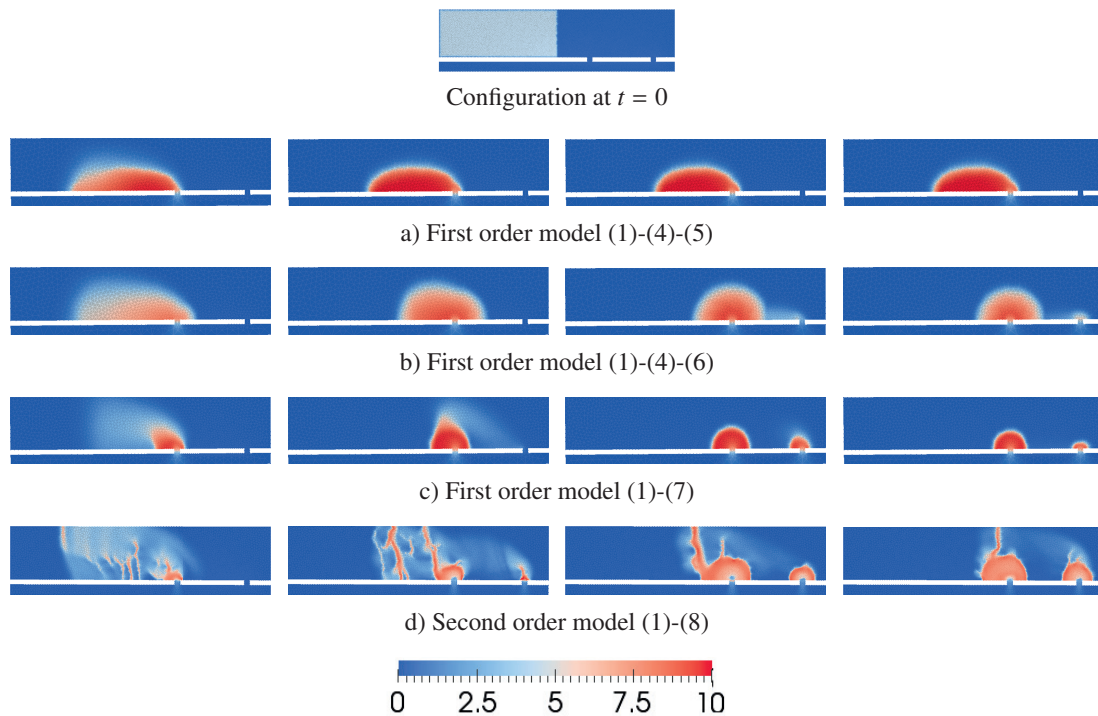 Configuration at t = 0
a) First order model (1)-(4)-(5)
b) First order model (1)-(4)-(6)
c) First order model (1)-(7)
d) Second order model (1)-(8)
0 2.5 5 7.5 10